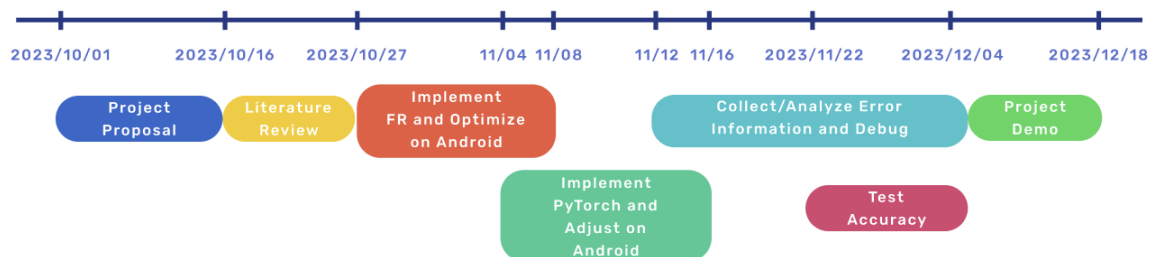 2023/10/01 2023/10/16 2023/10/27 11/04 11/08 11/12 11/16 2023/11/22 2023/12/04 2023/12/18
Project
Proposal
Literature
Review
Implement
FR and Optimize
on Android
Collect/Analyze Error
Information and Debug
Project
Demo
Implement
PyTorch and
Adjust on
Android
Test
Accuracy